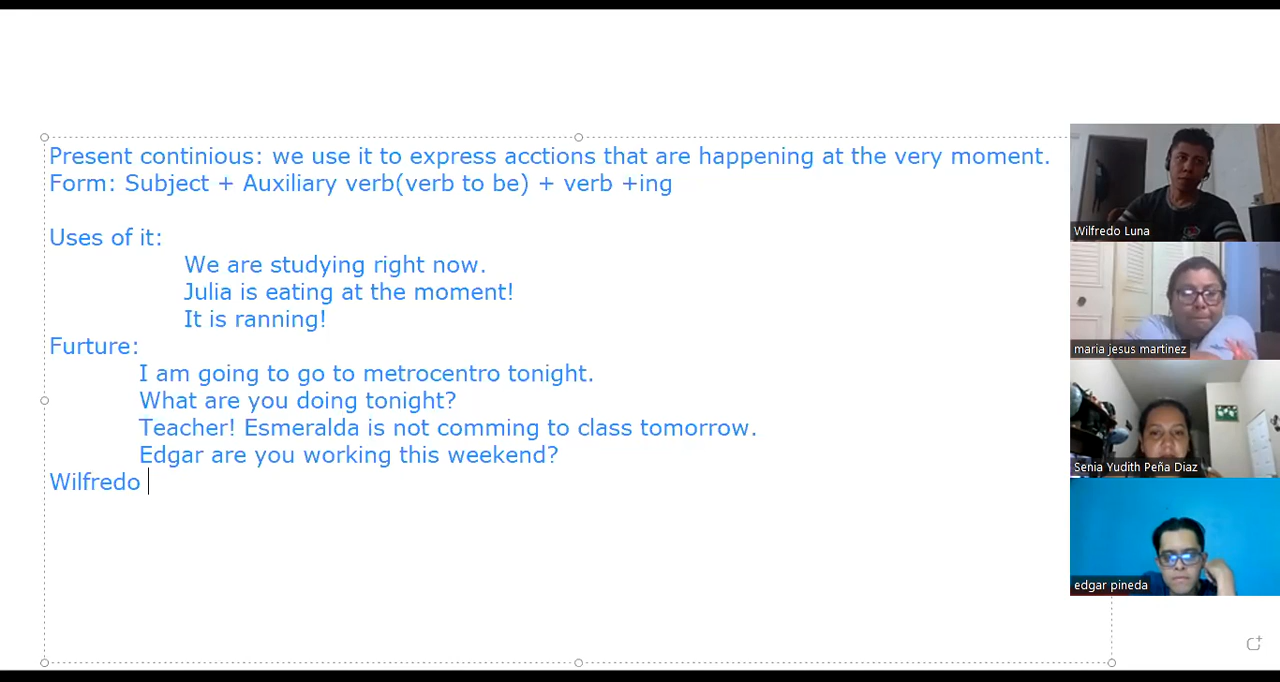 Present continious: we use it to express acctions that are happening at the very moment.
Form: Subject + Auxiliary verb(verb to be) + verb +ing
Uses of it:
We are studying right now.
Julia is eating at the moment!
It is ranning!
Furture:
I am going to go to metrocentro tonight.
What are you doing tonight?
Teacher! Esmeralda is not comming to class tomorrow.
Edgar are you working this weekend?
Wilfredo
Wilfredo Luna
maria jesus martinez
Senia Yudith Peña Diaz
edgar pineda